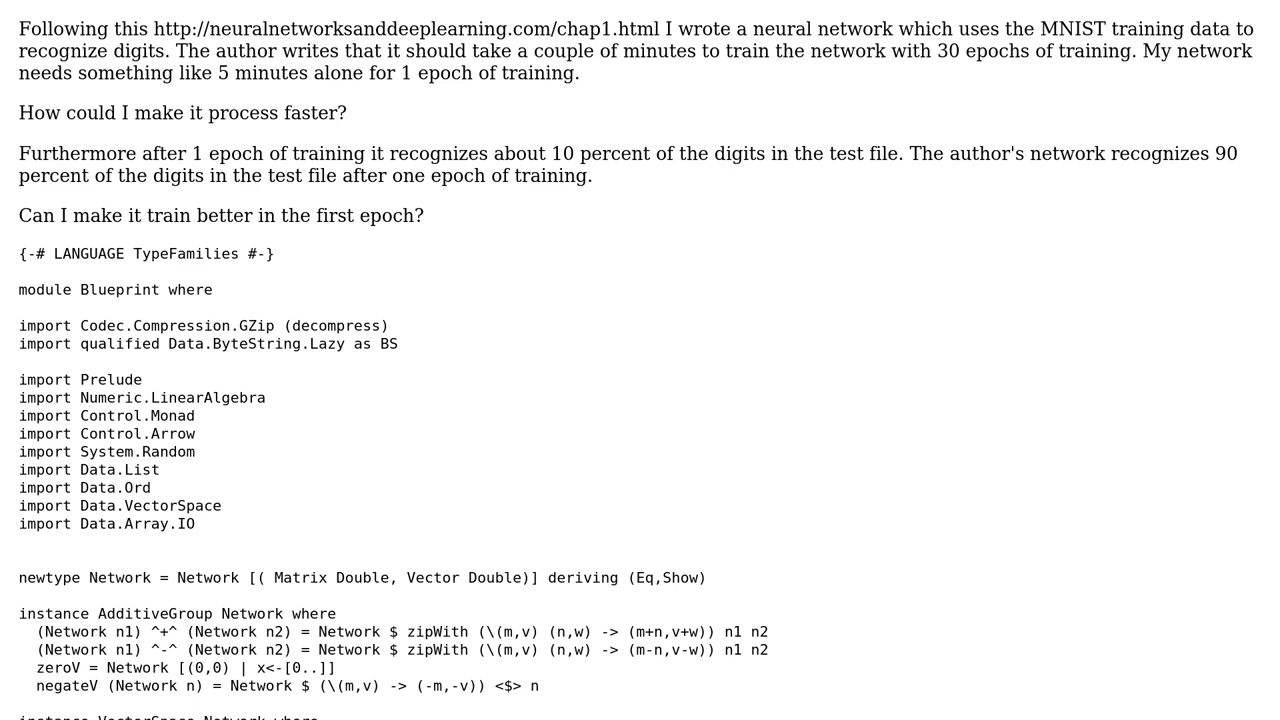 Following this http://neuralnetworksanddeeplearning.com/chap1.html I wrote a neural network which uses the MNIST training data to
recognize digits. The author writes that it should take a couple of minutes to train the network with 30 epochs of training. My network
needs something like 5 minutes alone for 1 epoch of training.
How could I make it process faster?
Furthermore after 1 epoch of training it recognizes about 10 percent of the digits in the test file. The author's network recognizes 90
percent of the digits in the test file after one epoch of training.
Can I make it train better in the first epoch?
{-# LANGUAGE TypeFamilies #-}
module Blueprint where
import Codec.Compression.GZip (decompress)
import qualified Data.ByteString.Lazy as BS
import Prelude
import Numeric.LinearAlgebra
import Control.Monad
import Control.Arrow
import System.Random
import Data.List
import Data.Ord
import Data.VectorSpace
import Data.Array.IO
newtype Network = Network [( Matrix Double, Vector Double)] deriving (Eq,Show)
instance AdditiveGroup Network where
  (Network n1) ^+^ (Network n2) = Network $ zipWith (\(m,v) (n,w) -> (m+n,v+w)) n1 n2
  (Network n1) ^-^ (Network n2) = Network $ zipWith (\(m,v) (n,w) -> (m-n,v-w)) n1 n2
  zeroV = Network [(0,0) | x<-[0..]]
  negateV (Network n) = Network $ (\(m,v) -> (-m,-v)) <$> n
instance VectorSpace Network where